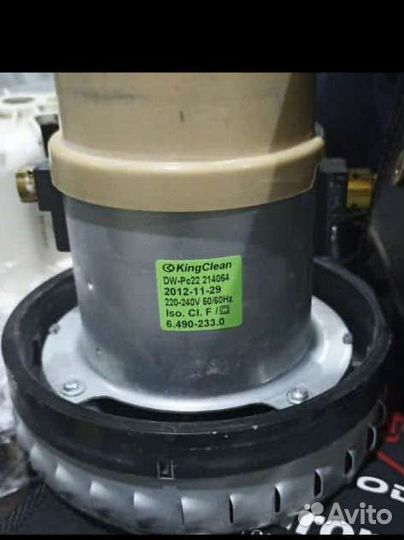 KingClean
DW-Pc22 214064
2012-11-29
220-240V 50/60Hz
Iso. Cl. F /
6.490-233.0
Avito